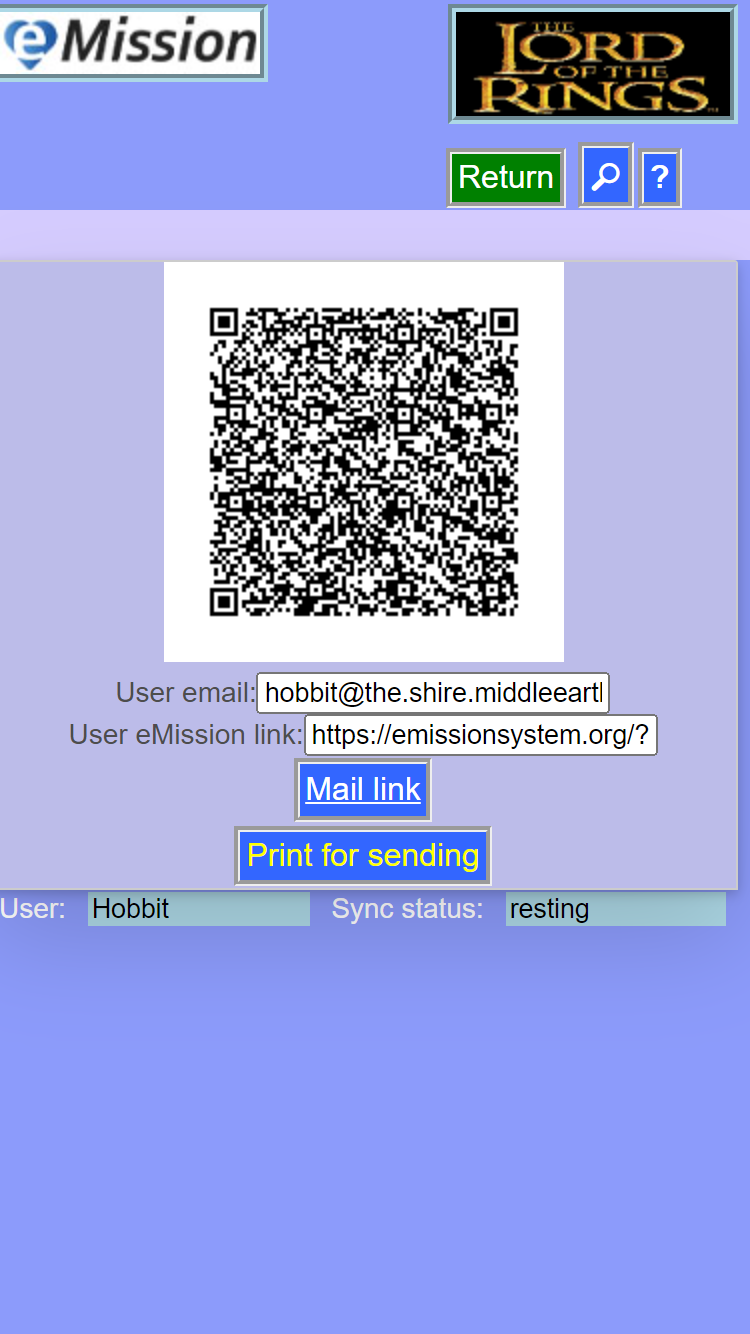 eMission
THE
LORD
OF THE
RINGS
Return ?
User email: hobbit@the.shire.middleeart
User eMission link: https://emissionsystem.org/?
Mail link
Print for sending
User: Hobbit Sync status: resting